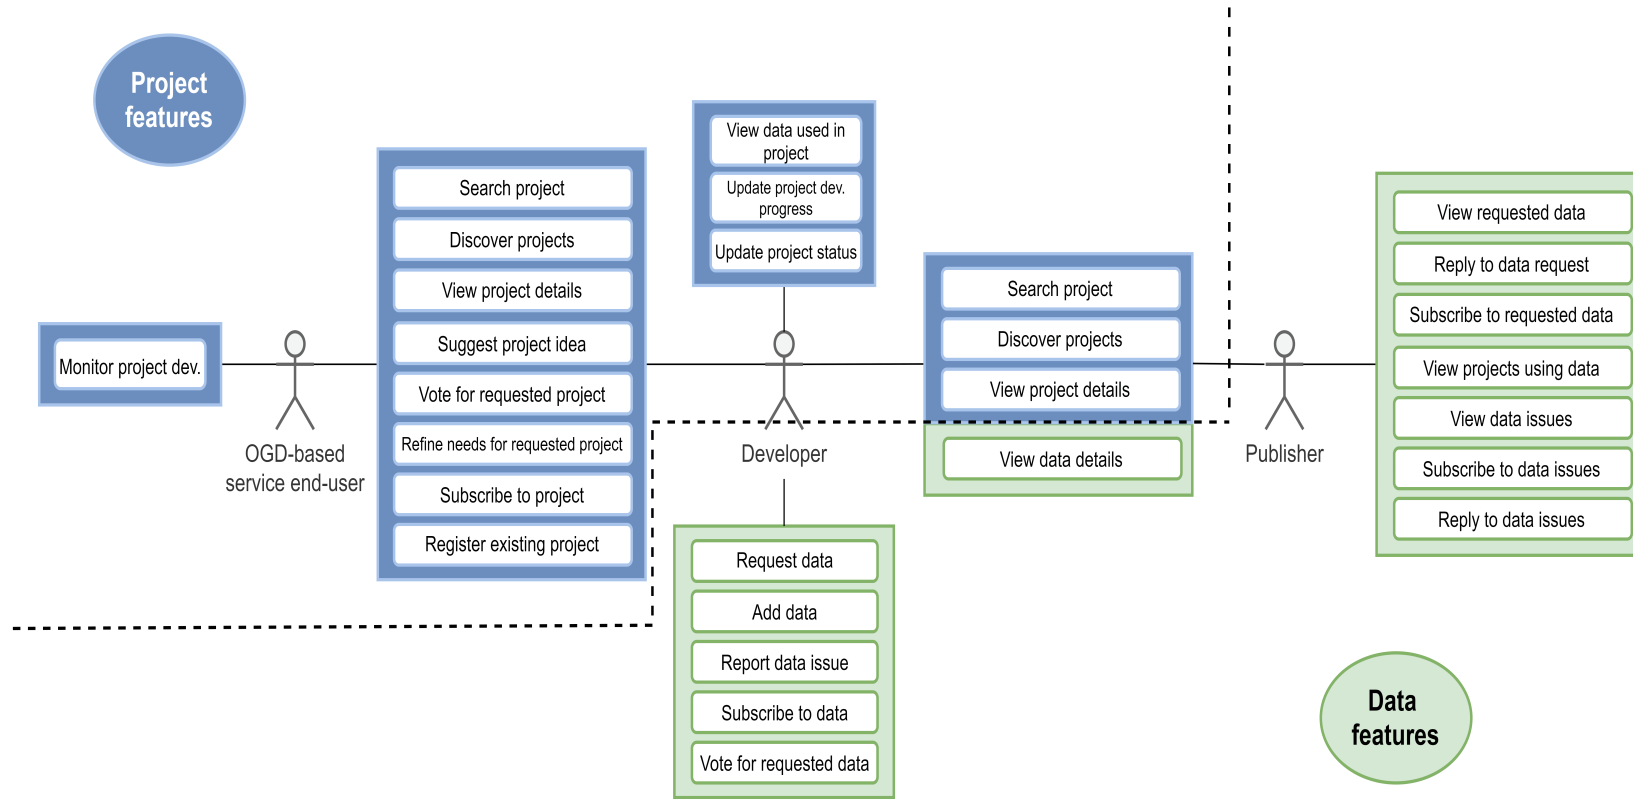 Project
features
Monitor project dev.
OGD-based
service end-user
Search project
Discover projects
View project details
Suggest project idea
Vote for requested project
Refine needs for requested project
Subscribe to project
Register existing project
View data used in
project
Update project dev.
progress
Update project status
Developer
Request data
Add data
Report data issue
Subscribe to data
Vote for requested data
Search project
Discover projects
View project details
View data details
Publisher
View requested data
Reply to data request
Subscribe to requested data
View projects using data
View data issues
Subscribe to data issues
Reply to data issues
Data
features